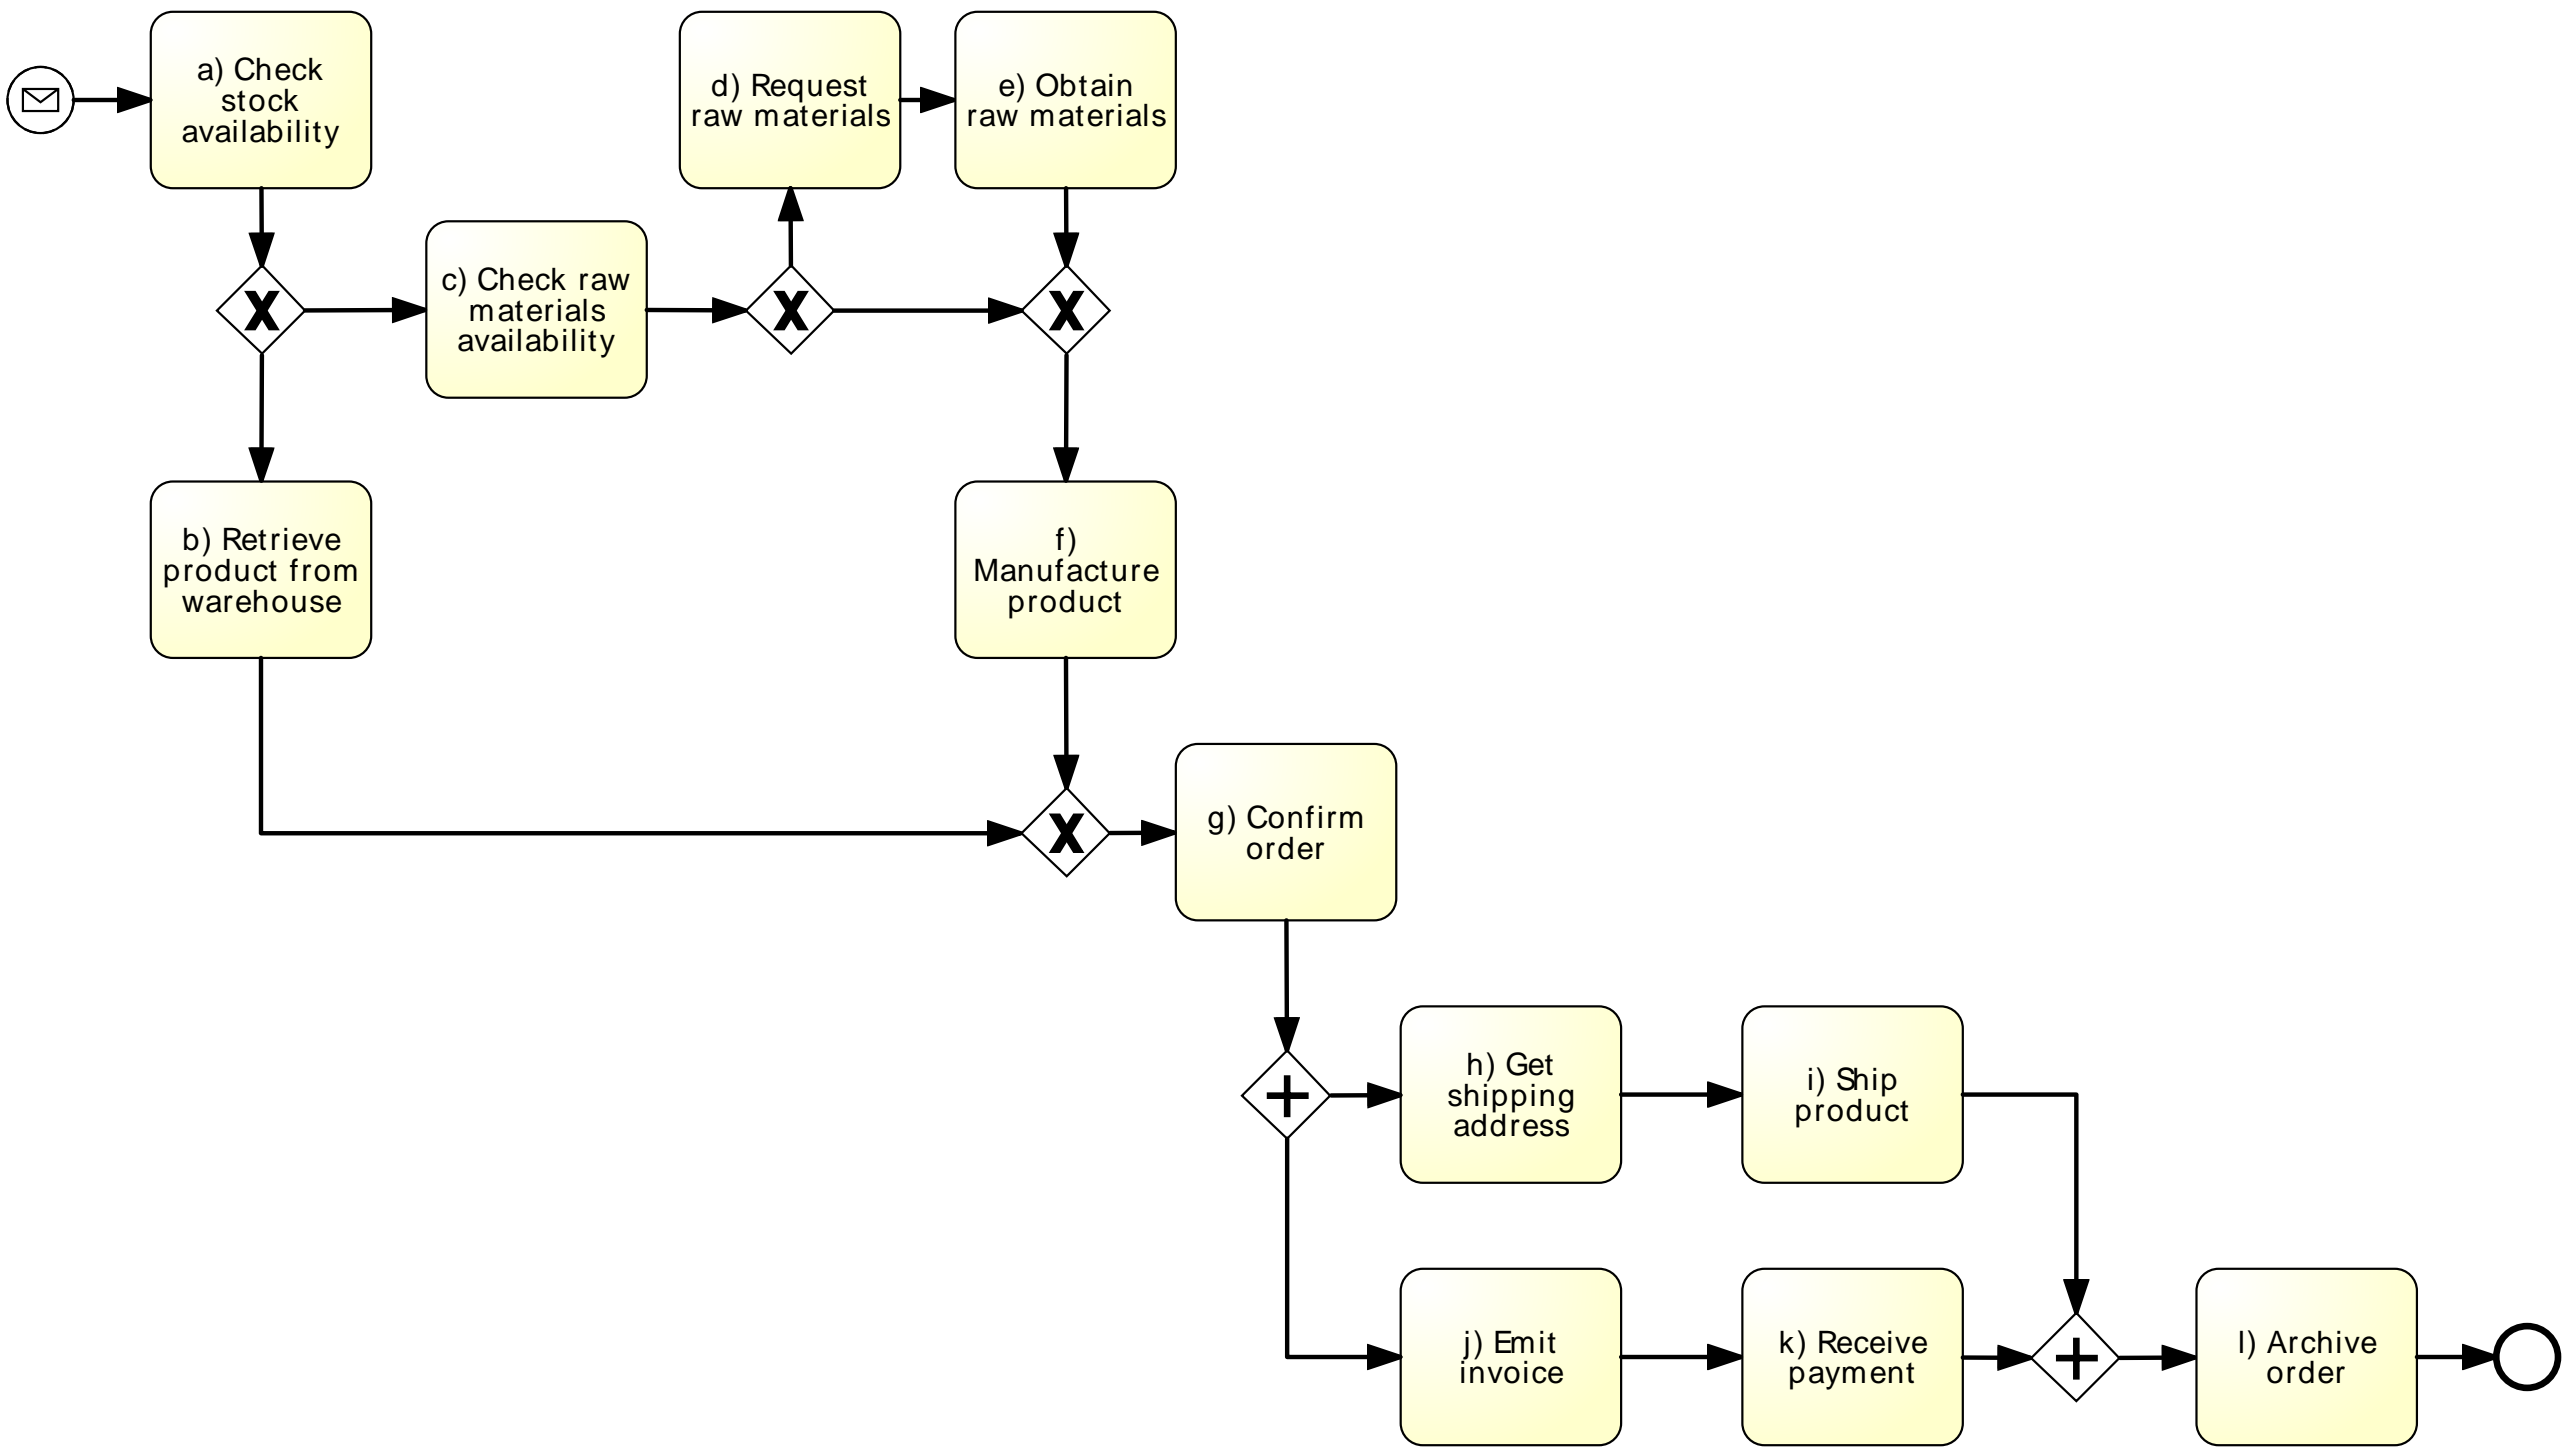 a) Check
stock
availability
d) Request
raw materials
e) Obtain
raw materials
c) Check raw
materials
availability
b) Retrieve
product from
warehouse
f)
Manufacture
product
g) Confirm
order
h) Get
shipping
address
i) Ship
product
j) Emit
invoice
k) Receive
payment
l) Archive
order